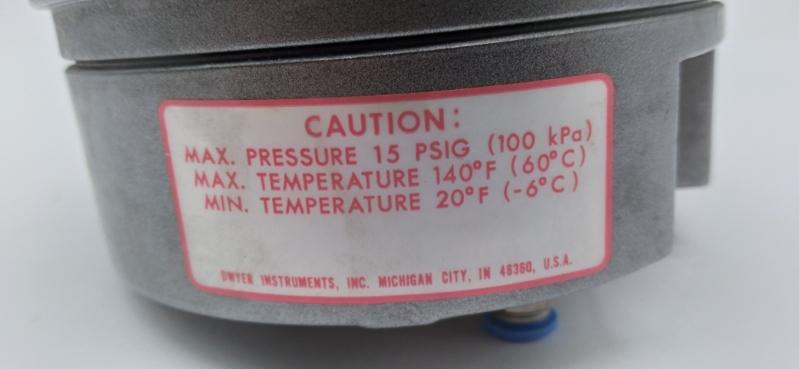 CAUTION:
MAX. PRESSURE 15 PSIG (100 kPa)
MAX. TEMPERATURE 140°F (60°C)
MIN. TEMPERATURE 20°F (-6°C)
DWYER INSTRUMENTS, INC. MICHIGAN CITY, IN 46360, U.S.A.